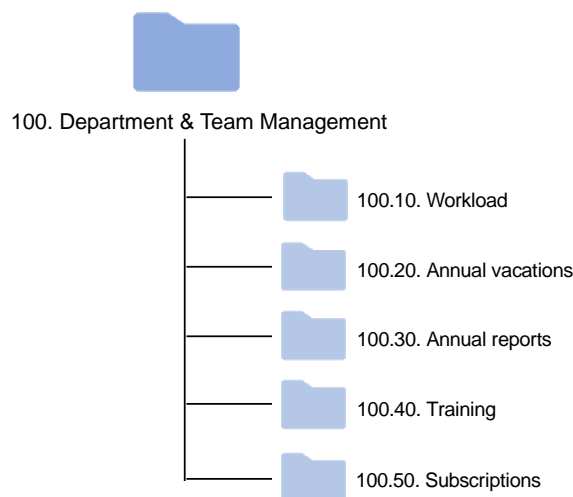 100. Department & Team Management
100.10. Workload
100.20. Annual vacations
100.30. Annual reports
100.40. Training
100.50. Subscriptions